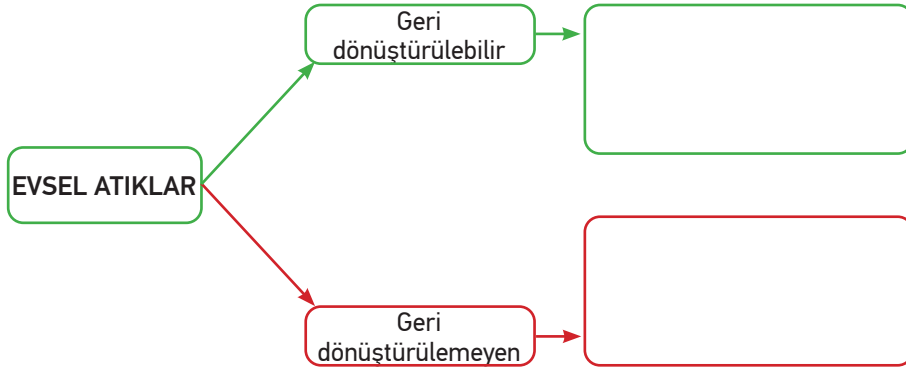 Geri
dönüştürülebilir
EVSEL ATIKLAR
Geri
dönüştürülemeyen